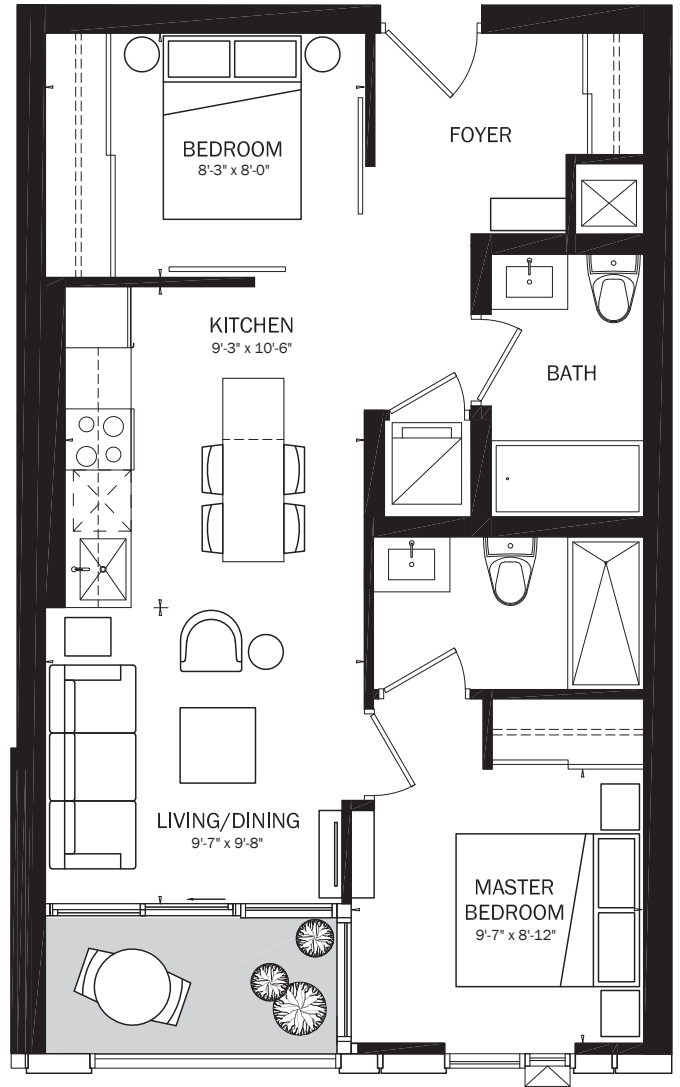 FOYER
BEDROOM
8'-3" x 8'-0"
KITCHEN
9'-3" x 10'-6"
BATH
LIVING/DINING
9'-7" x 9'-8"
MASTER
BEDROOM
9'-7" x 8'-12"